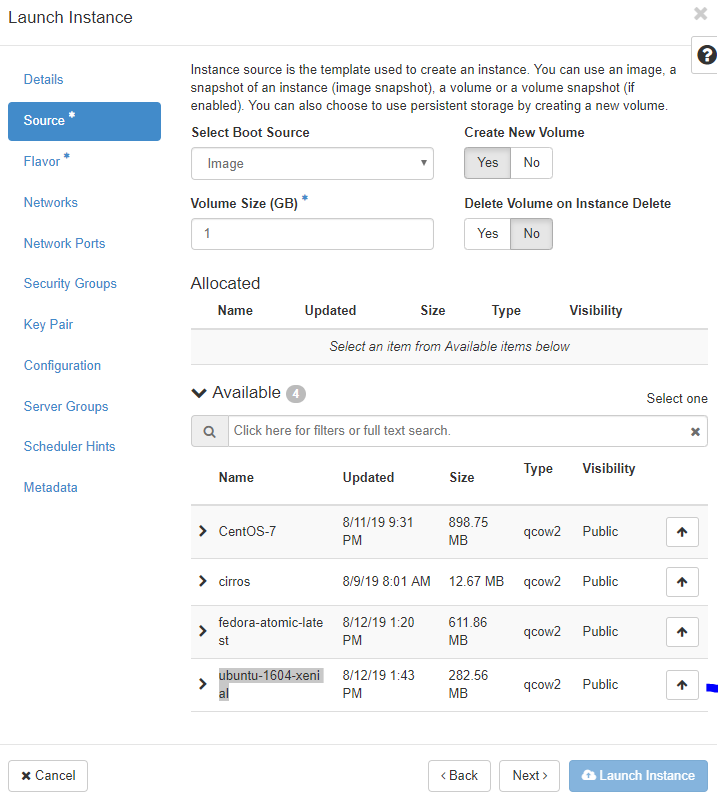 Launch Instance
Details
Source *
Flavor *
Networks
Network Ports
Security Groups
Key Pair
Configuration
Server Groups
Scheduler Hints
Metadata
?
Instance source is the template used to create an instance. You can use an image, a
snapshot of an instance (image snapshot), a volume or a volume snapshot (if
enabled). You can also choose to use persistent storage by creating a new volume.
Select Boot Source Create New Volume
Image Yes No
Volume Size (GB) * Delete Volume on Instance Delete
1 Yes No
Allocated
Name Updated Size Type Visibility
Select an item from Available items below
Available 4 Select one
Click here for filters or full text search.
Name Updated Size Type Visibility
CentOS-7 8/11/19 9:31 PM 898.75 MB qcow2 Public
cirros 8/9/19 8:01 AM 12.67 MB qcow2 Public
fedora-atomic-late 8/12/19 1:20 611.86 qcow2 Public
st PM MB
ubuntu-1604-xeni 8/12/19 1:43 282.56 qcow2 Public
al PM MB
Cancel ‹ Back Next › Launch Instance